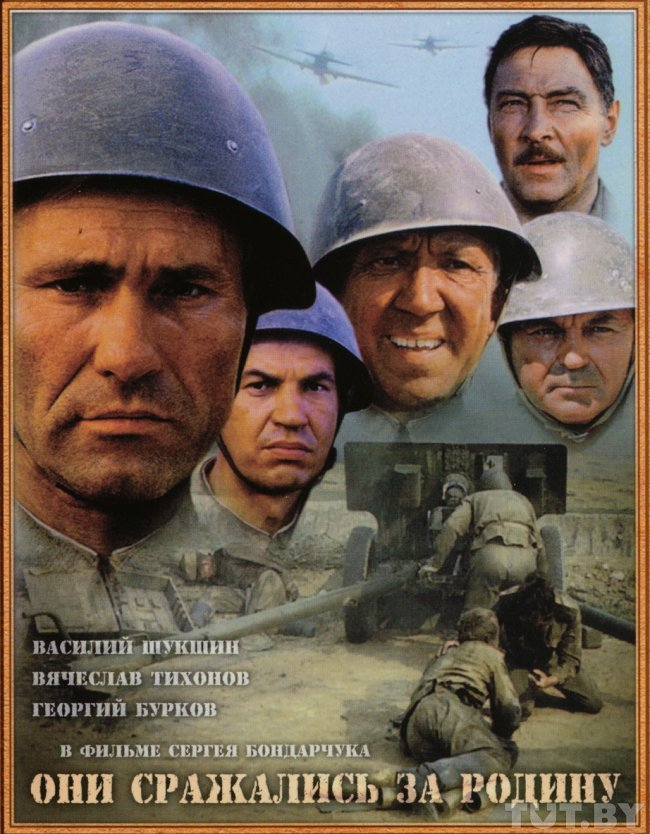 ВАСИЛИЙ ШУКШИН
ВЯЧЕСЛАВ ТИХОНОВ
ГЕОРГИЙ БУРКОВ
В ФИЛЬМЕ СЕРГЕЯ БОНДАРЧУКА
ОНИ СРАЖАЛИСЬ ЗА РОДИНУ
TUT.BY